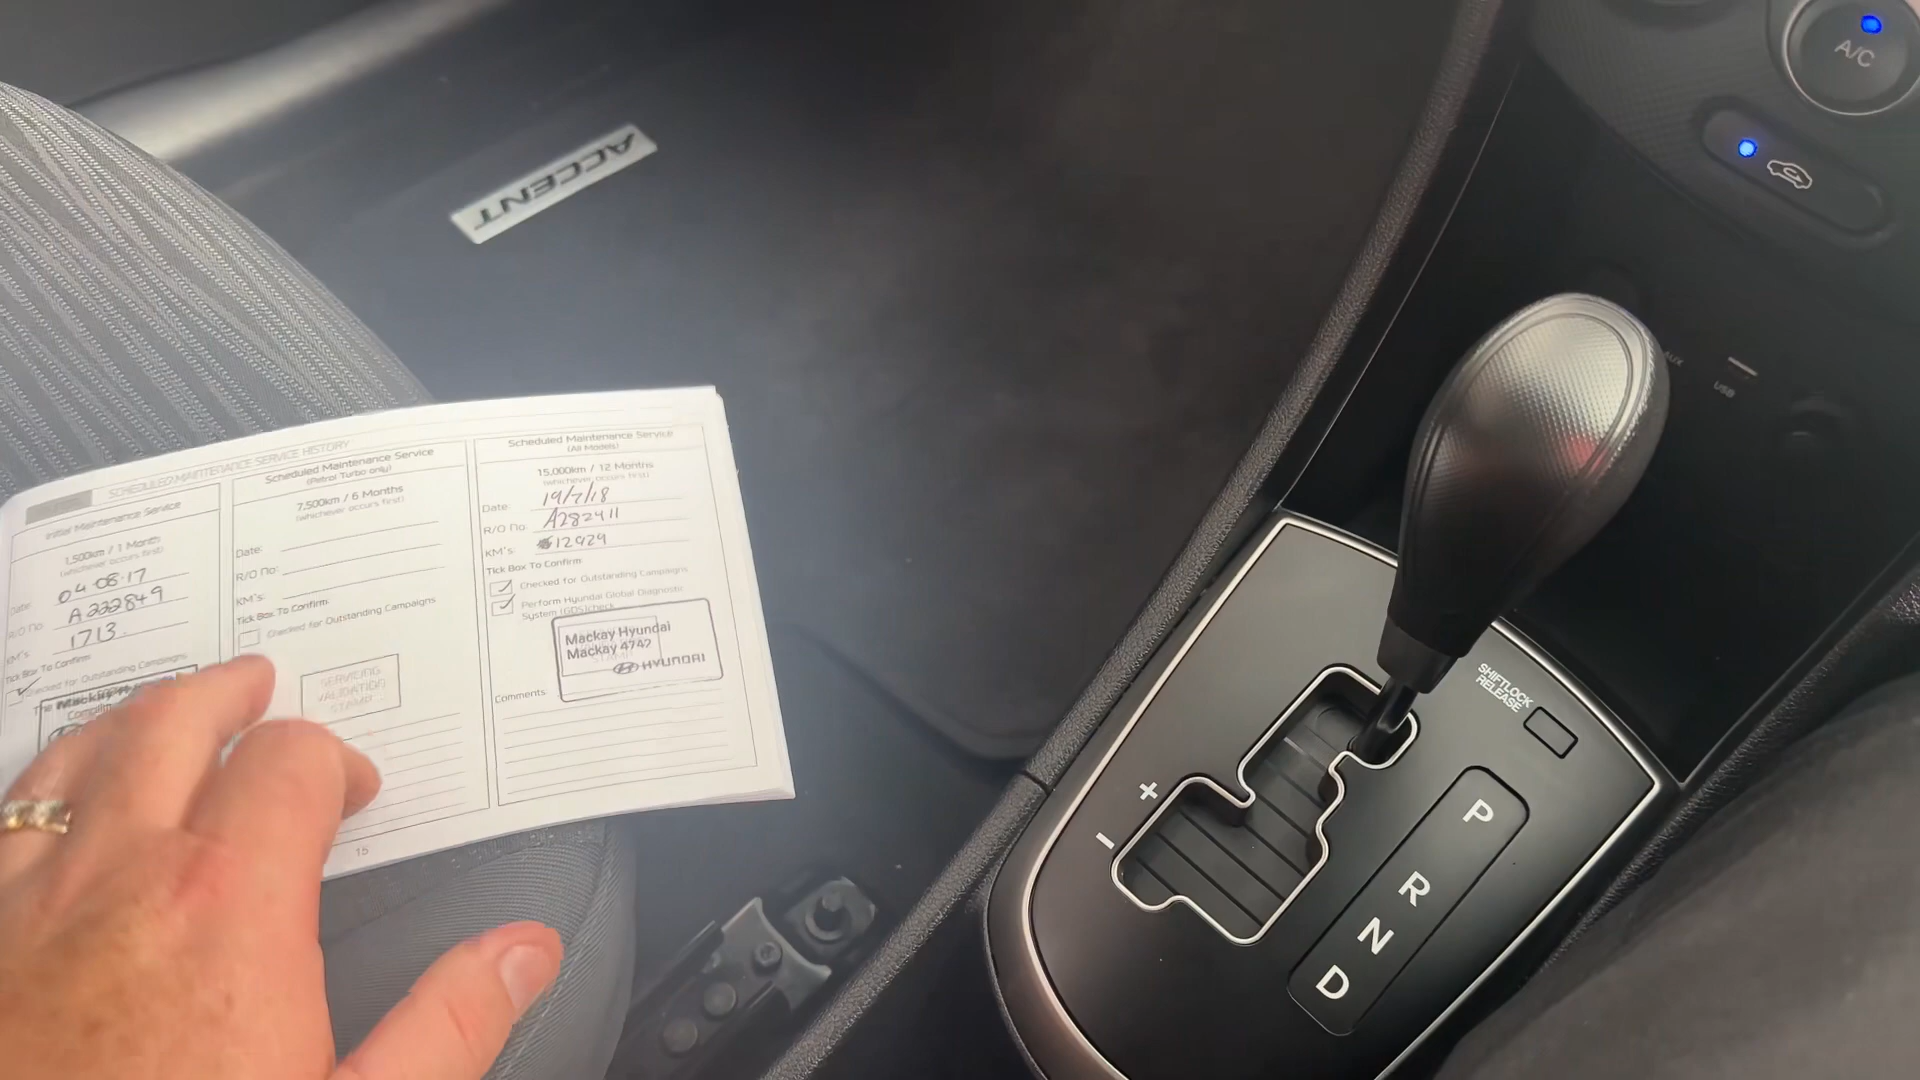 A/C
ACCENT
AUX
USB
SCHEDULED MAINTENANCE SERVICE HISTORY
Initial Maintenance Service
1,500km / 1 Month
(whichever occurs first)
Date: 04·08·17
R/O No: A222849
KM's: 1713
Tick Box To Confirm
Checked for Outstanding Campaigns
The
Scheduled Maintenance Service
(Petrol Turbo only)
7,500km / 6 Months
(whichever occurs first)
Date:
R/O No:
KM's:
Tick Box To Confirm:
Checked for Outstanding Campaigns
SERVICING
VALIDATION
STAMP
15
Scheduled Maintenance Service
(All Models)
15,000km / 12 Months
(whichever occurs first)
Date: 19/7/18
R/O No: A282411
KM's: 12929
Tick Box To Confirm
Checked for Outstanding Campaigns
Perform Hyundai Global Diagnostic
System (GDS) check
Mackay Hyundai
Mackay 4742
HYUNDAI
Comments
SHIFTLOCK
RELEASE
+
-
P
R
N
D